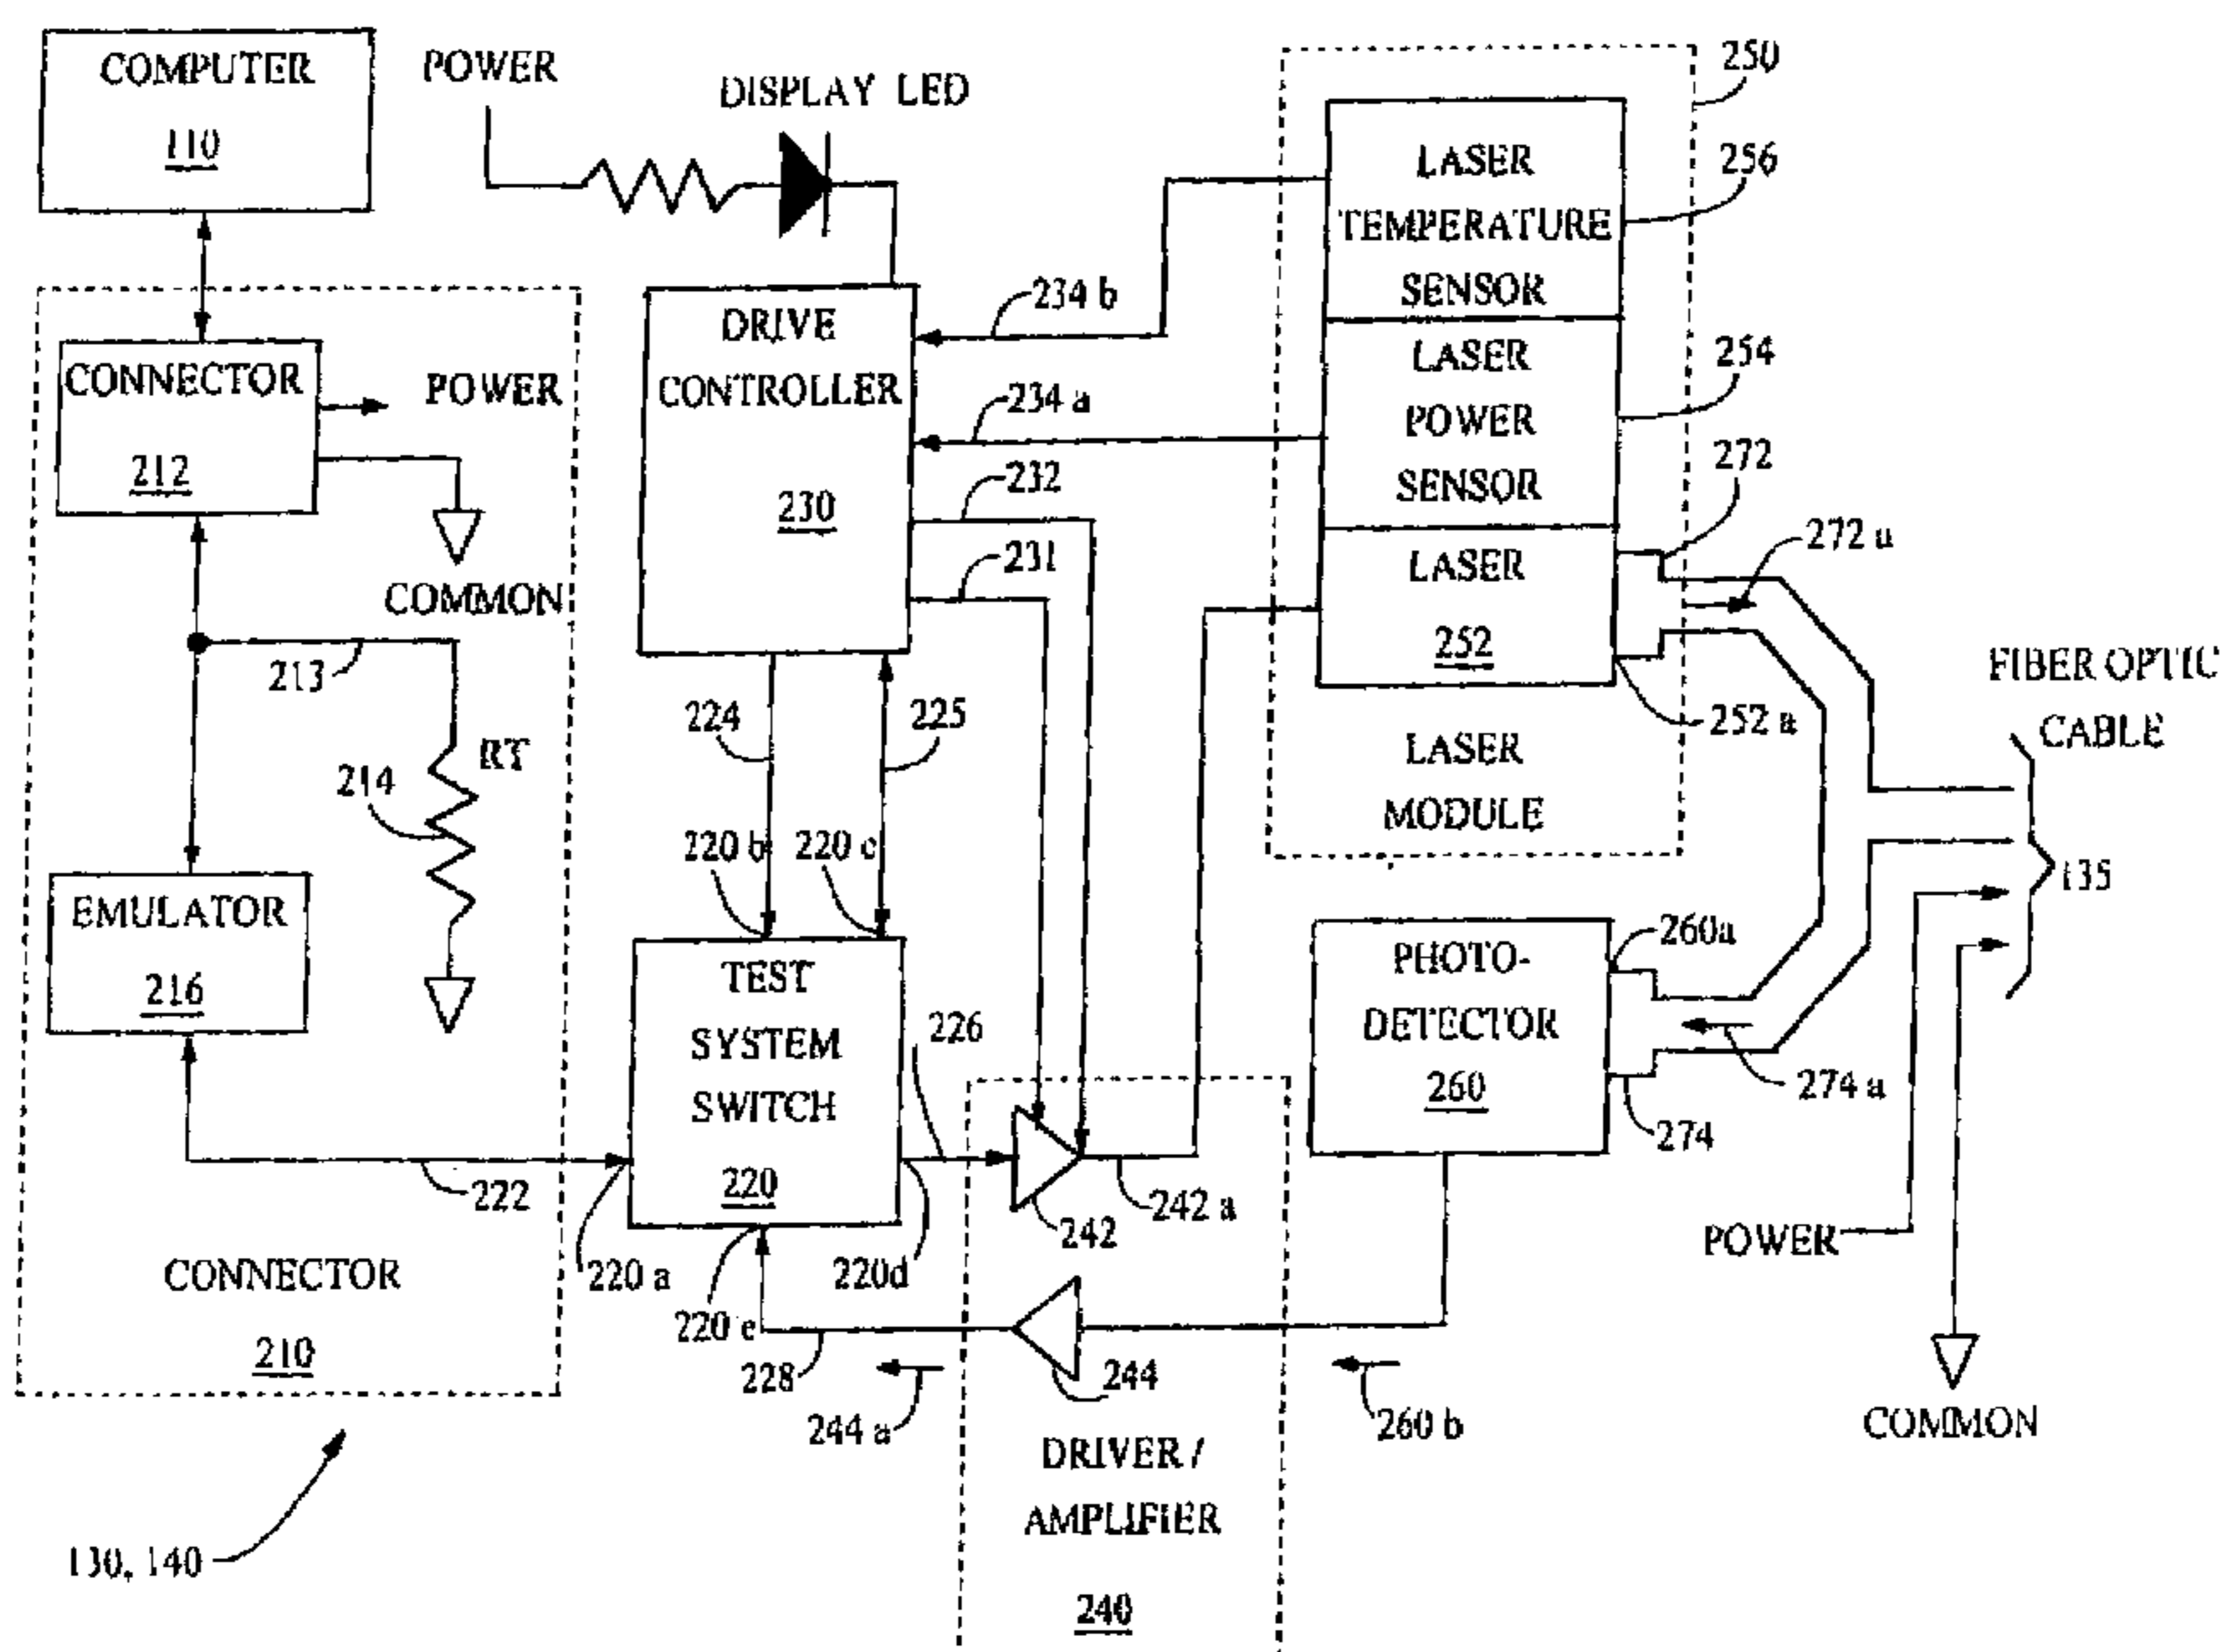 COMPUTER
110
POWER
DISPLAY LED
250
LASER
TEMPERATURE
SENSOR
256
234 b
DRIVE
CONTROLLER
230
CONNECTOR
212
POWER
COMMON
234 a
LASER
POWER
SENSOR
254
232
231
272
272 a
LASER
252
252 a
FIBER OPTIC
CABLE
135
213
RT
214
224
225
LASER
MODULE
220 b
220 c
EMULATOR
216
TEST
SYSTEM
SWITCH
220
226
PHOTO-
DETECTOR
260
260a
274 a
274
222
220 a
220d
220 e
228
242
242 a
POWER
CONNECTOR
210
244
244 a
260 b
COMMON
DRIVER /
AMPLIFIER
240
130, 140